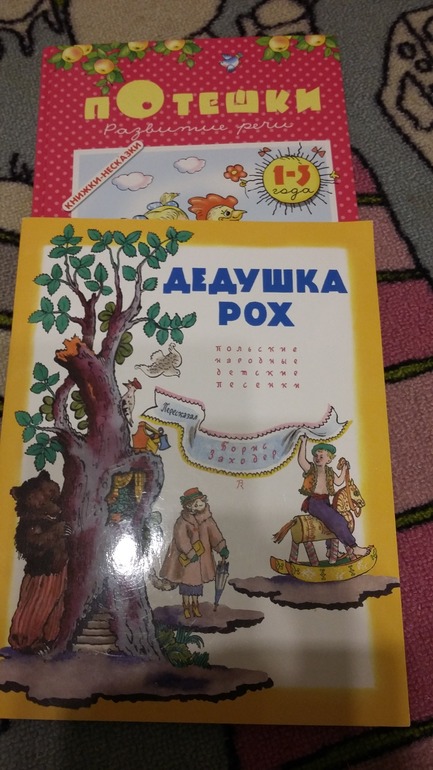 ПОТЕШКИ
Развитие речи
КНИЖКИ-НЕСКАЗКИ
1-3
года
ДЕДУШКА
РОХ
польские
народные
детские
песенки
Пересказал
Борис
Заходер